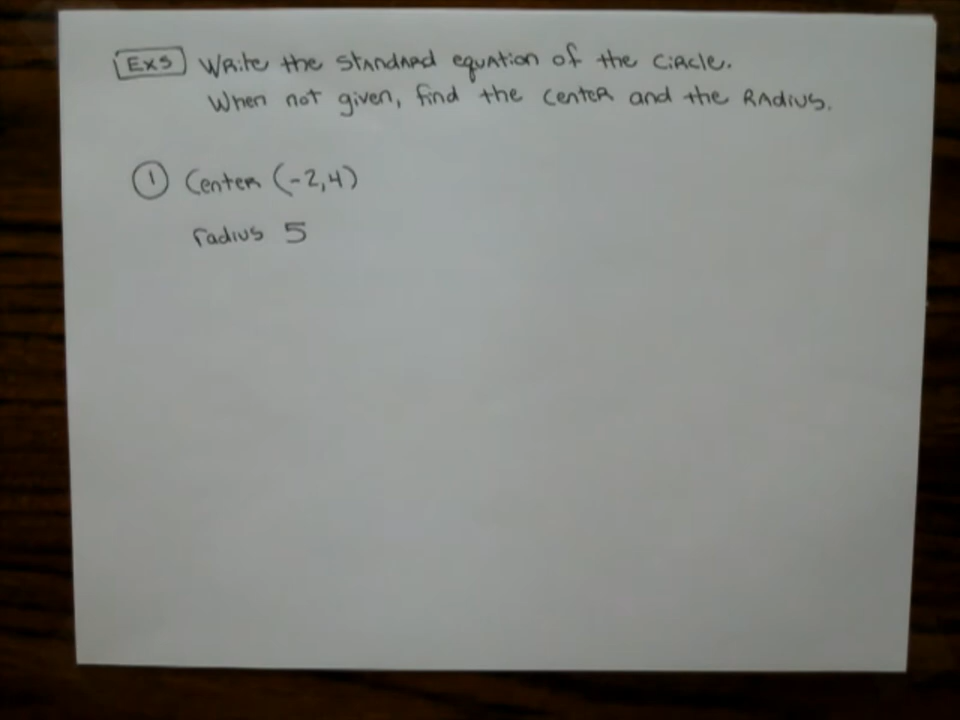 Exs Write the standard equation of the circle.
When not given, find the center and the radius.
1 Center (-2,4)
radius 5